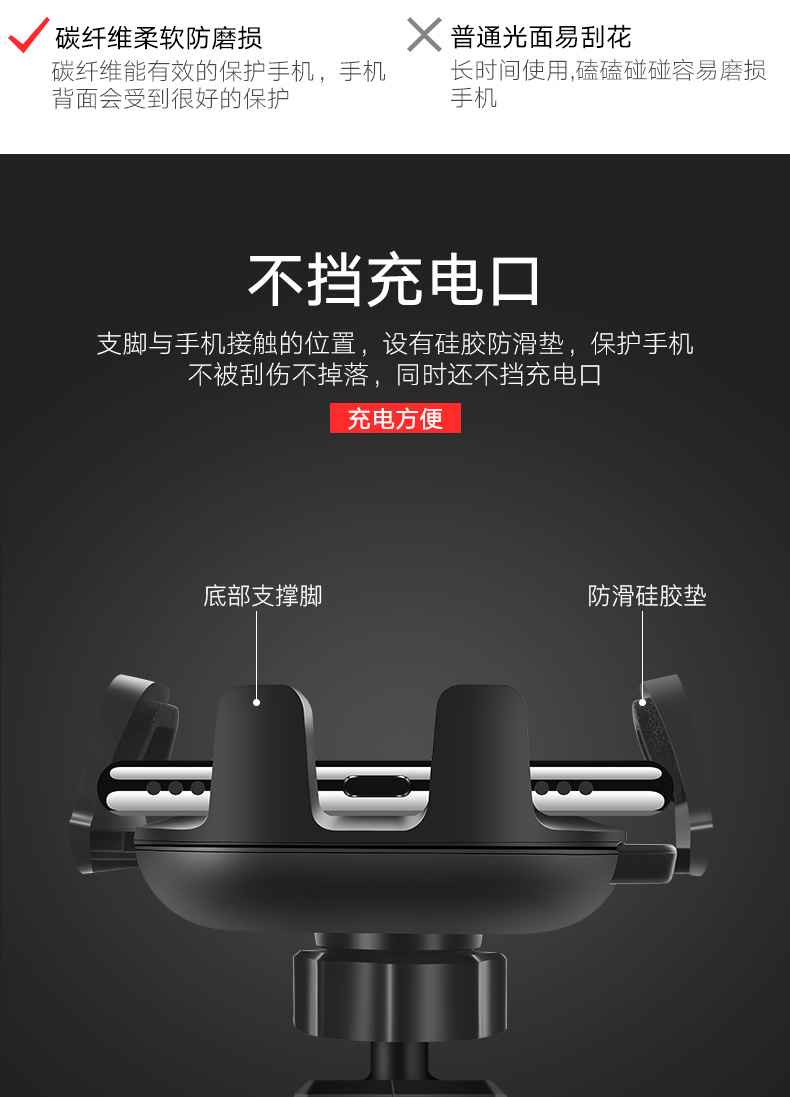 碳纤维柔软防磨损
碳纤维能有效的保护手机，手机
背面会受到很好的保护
普通光面易刮花
长时间使用,磕磕碰碰容易磨损
手机
不挡充电口
支脚与手机接触的位置，设有硅胶防滑垫，保护手机
不被刮伤不掉落，同时还不挡充电口
充电方便
底部支撑脚
防滑硅胶垫